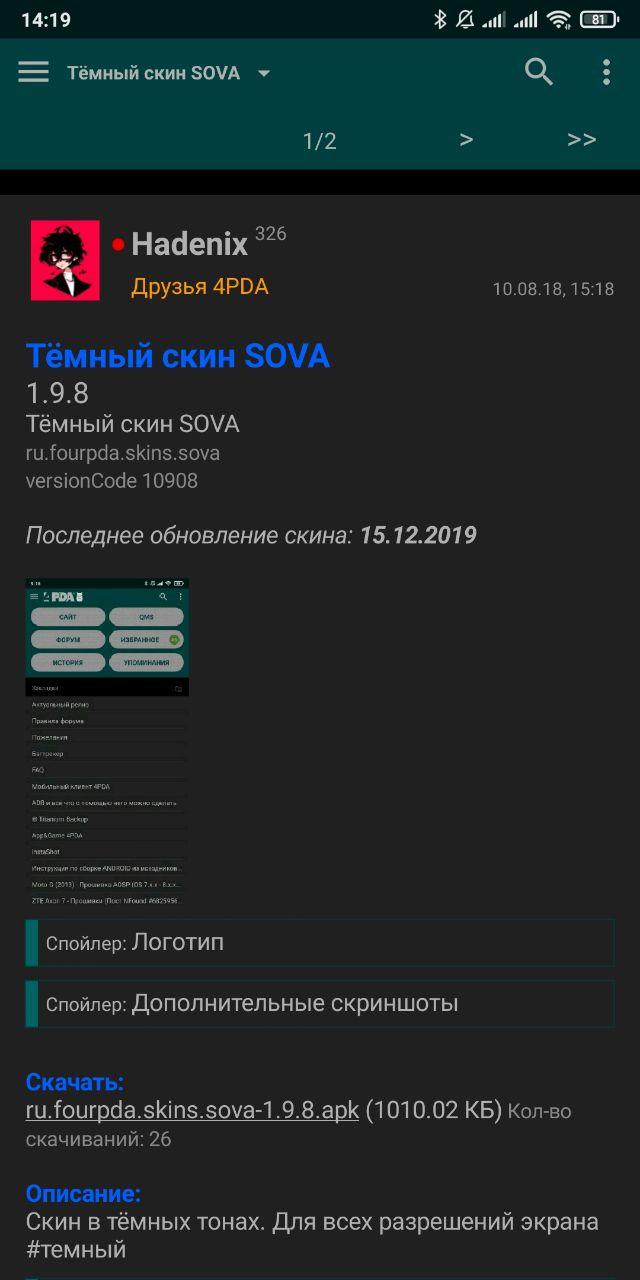 14:19
81
Тёмный скин SOVA
1/2 > >>
Hadenix 326
Друзья 4PDA
10.08.18, 15:18
Тёмный скин SOVA
1.9.8
Тёмный скин SOVA
ru.fourpda.skins.sova
versionCode 10908
Последнее обновление скина: 15.12.2019
4PDA
САЙТ QMS
ФОРУМ ИЗБРАННОЕ
ИСТОРИЯ УПОМИНАНИЯ
Закладки
Актуальный релиз
Правила форума
Пожелания
Багтрекер
FAQ
Мобильный клиент 4PDA
ADB и все что с помощью него можно сделать
Titanium Backup
App&Game 4PDA
InstaShot
Инструкция по сборке ANDROID из исходников...
Moto G (2013) - Прошивка AOSP (OS 7.x.x - 8.x.x...
ZTE Axon 7 - Прошивки (Пост NFound #6825956...
Спойлер: Логотип
Спойлер: Дополнительные скриншоты
Скачать:
ru.fourpda.skins.sova-1.9.8.apk (1010.02 КБ) Кол-во
скачиваний: 26
Описание:
Скин в тёмных тонах. Для всех разрешений экрана
#темный